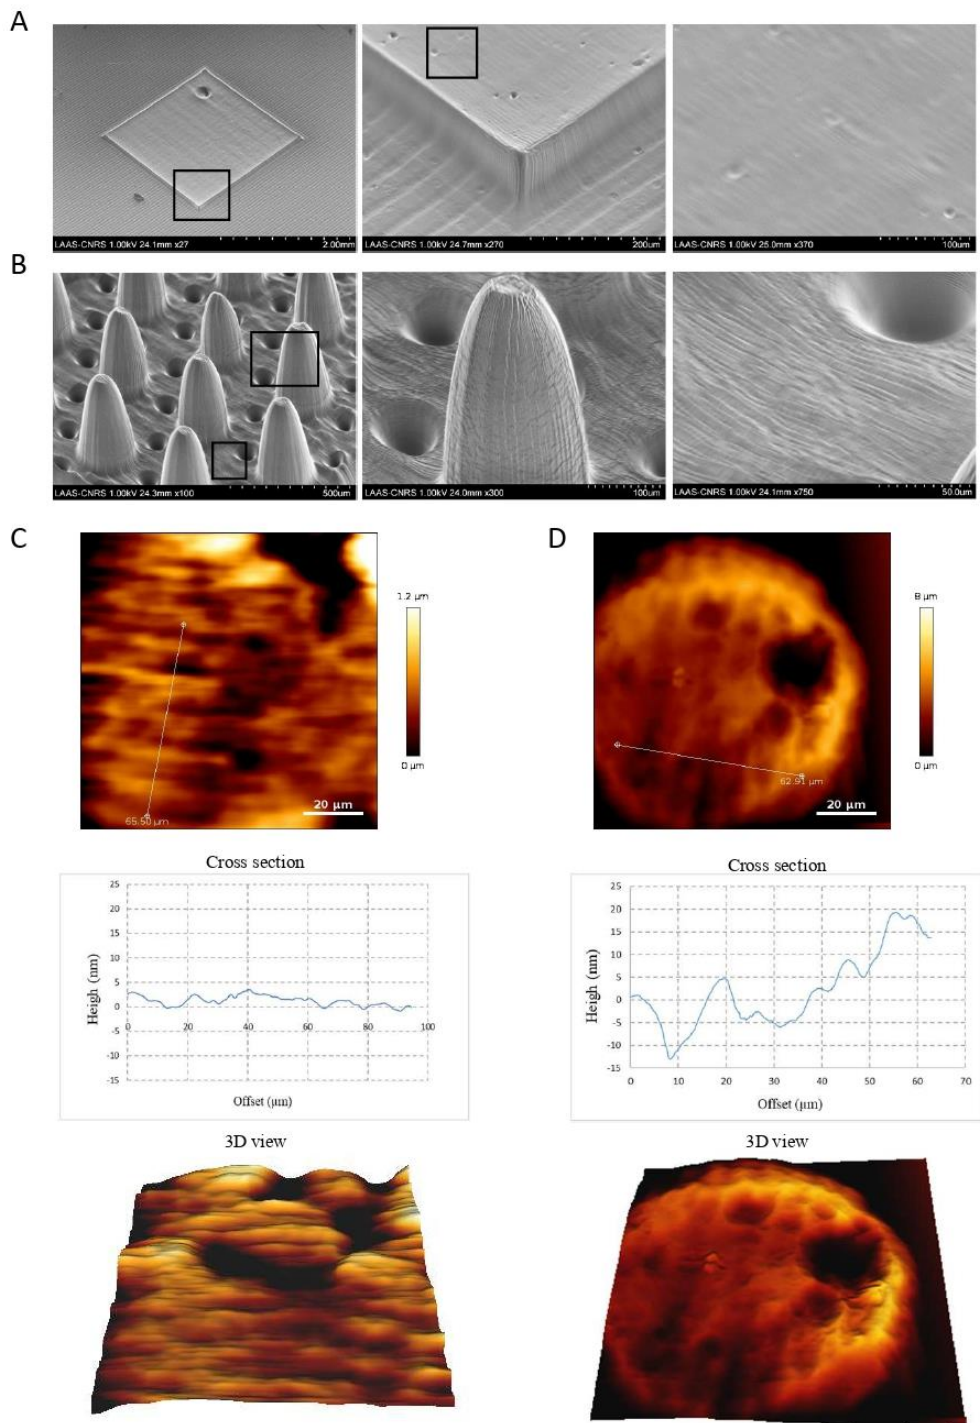 A
LAAS-CNRS 1.00kV 24.1mm x27 2.00mm
LAAS-CNRS 1.00kV 24.7mm x270 200um
LAAS-CNRS 1.00kV 25.0mm x370 100um
B
LAAS-CNRS 1.00kV 24.3mm x100 500um
LAAS-CNRS 1.00kV 24.0mm x300 100um
LAAS-CNRS 1.00kV 24.1mm x750 50.0um
C
1.2 µm
0 µm
20 µm
65.50 µm
D
8 µm
0 µm
20 µm
62.91 µm
Cross section
25
20
15
10
5
0
-5
-10
-15
0 20 40 60 80 100
Heigh (nm)
Offset (µm)
Cross section
25
20
15
10
5
0
-5
-10
-15
0 10 20 30 40 50 60 70
Heigh (nm)
Offset (µm)
3D view
3D view